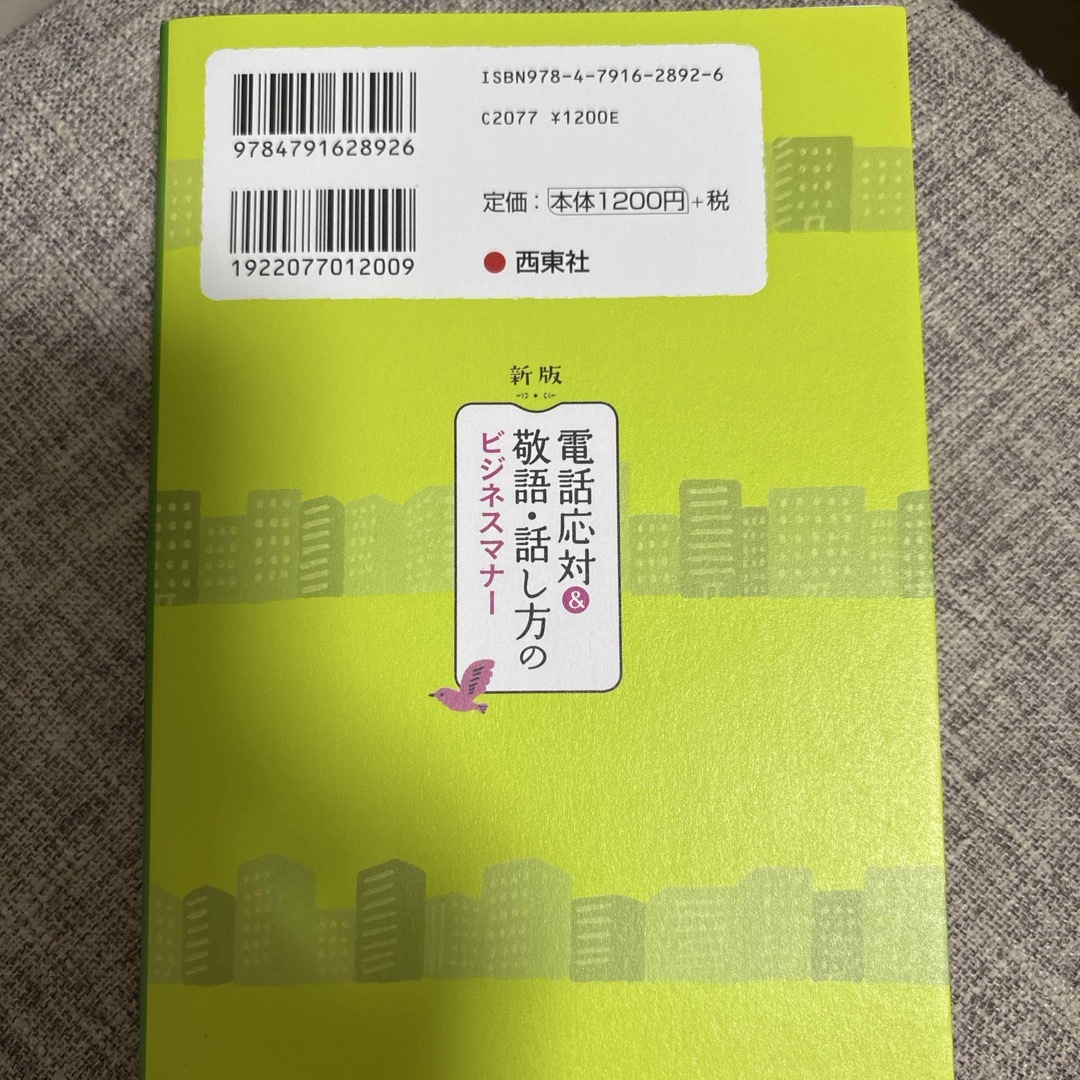 ISBN978-4-7916-2892-6
C2077 ¥1200E
9784791628926
1922077012009
定価：本体1200円+税
西東社
新版
電話応対&
敬語・話し方の
ビジネスマナー